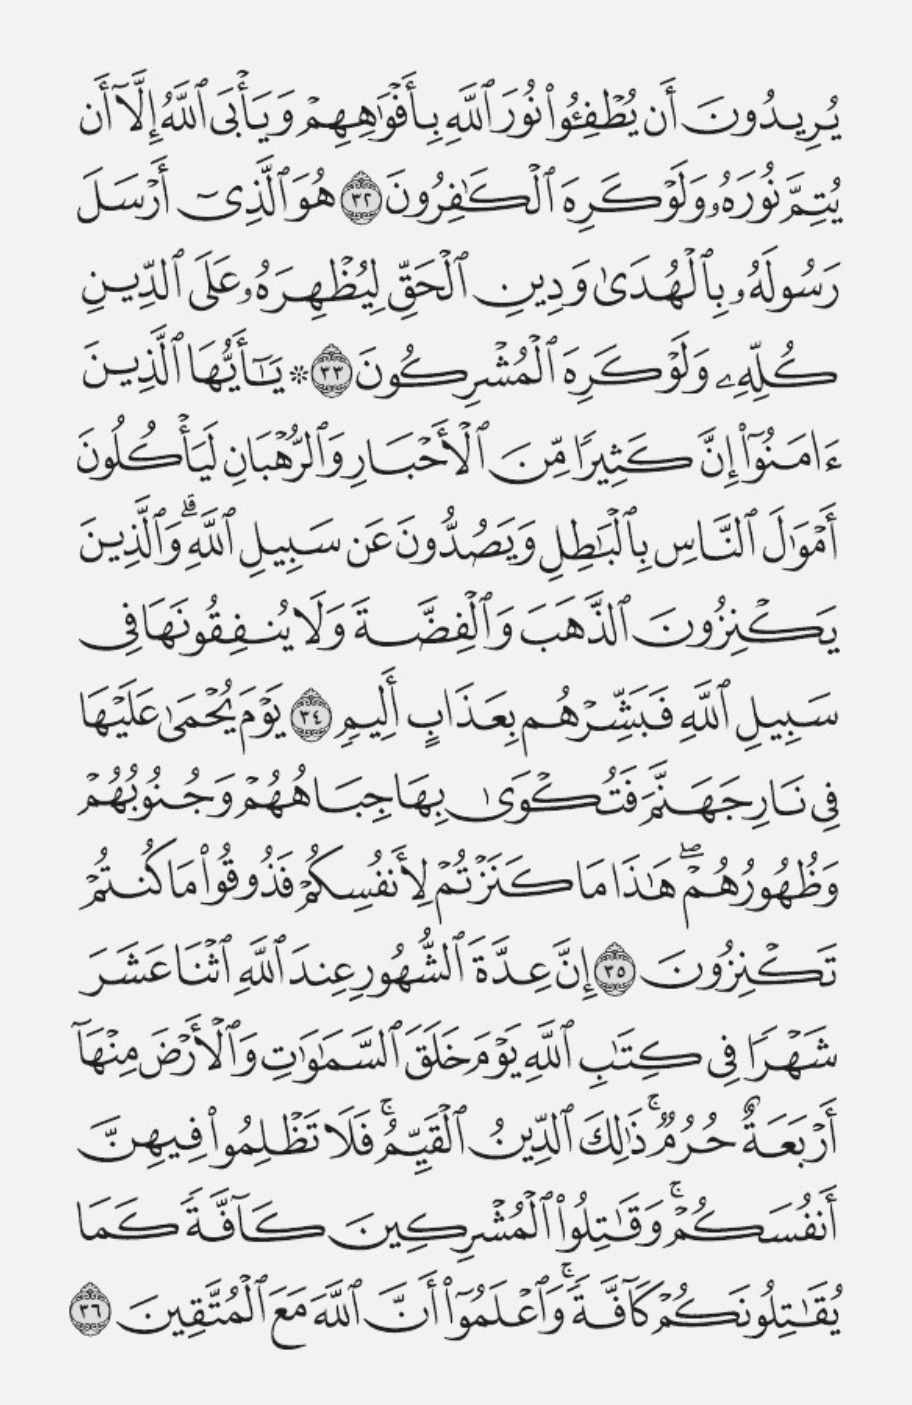 يُرِيدُونَ أَن يُطْفِـُٔوا۟ نُورَ ٱللَّهِ بِأَفْوَٰهِهِمْ وَيَأْبَى ٱللَّهُ إِلَّآ أَن
يُتِمَّ نُورَهُۥ وَلَوْ كَرِهَ ٱلْكَٰفِرُونَ ٣٢ هُوَ ٱلَّذِىٓ أَرْسَلَ
رَسُولَهُۥ بِٱلْهُدَىٰ وَدِينِ ٱلْحَقِّ لِيُظْهِرَهُۥ عَلَى ٱلدِّينِ
كُلِّهِۦ وَلَوْ كَرِهَ ٱلْمُشْرِكُونَ ٣٣ * يَٰٓأَيُّهَا ٱلَّذِينَ
ءَامَنُوٓا۟ إِنَّ كَثِيرًا مِّنَ ٱلْأَحْبَارِ وَٱلرُّهْبَانِ لَيَأْكُلُونَ
أَمْوَٰلَ ٱلنَّاسِ بِٱلْبَٰطِلِ وَيَصُدُّونَ عَن سَبِيلِ ٱللَّهِ ۗ وَٱلَّذِينَ
يَكْنِزُونَ ٱلذَّهَبَ وَٱلْفِضَّةَ وَلَا يُنفِقُونَهَا فِى
سَبِيلِ ٱللَّهِ فَبَشِّرْهُم بِعَذَابٍ أَلِيمٍ ٣٤ يَوْمَ يُحْمَىٰ عَلَيْهَا
فِى نَارِ جَهَنَّمَ فَتُكْوَىٰ بِهَا جِبَاهُهُمْ وَجُنُوبُهُمْ
وَظُهُورُهُمْ ۖ هَٰذَا مَا كَنَزْتُمْ لِأَنفُسِكُمْ فَذُوقُوا۟ مَا كُنتُمْ
تَكْنِزُونَ ٣٥ إِنَّ عِدَّةَ ٱلشُّهُورِ عِندَ ٱللَّهِ ٱثْنَا عَشَرَ
شَهْرًا فِى كِتَٰبِ ٱللَّهِ يَوْمَ خَلَقَ ٱلسَّمَٰوَٰتِ وَٱلْأَرْضَ مِنْهَآ
أَرْبَعَةٌ حُرُمٌ ۚ ذَٰلِكَ ٱلدِّينُ ٱلْقَيِّمُ ۚ فَلَا تَظْلِمُوا۟ فِيهِنَّ
أَنفُسَكُمْ ۚ وَقَٰتِلُوا۟ ٱلْمُشْرِكِينَ كَآفَّةً كَمَا
يُقَٰتِلُونَكُمْ كَآفَّةً ۚ وَٱعْلَمُوٓا۟ أَنَّ ٱللَّهَ مَعَ ٱلْمُتَّقِينَ ٣٦